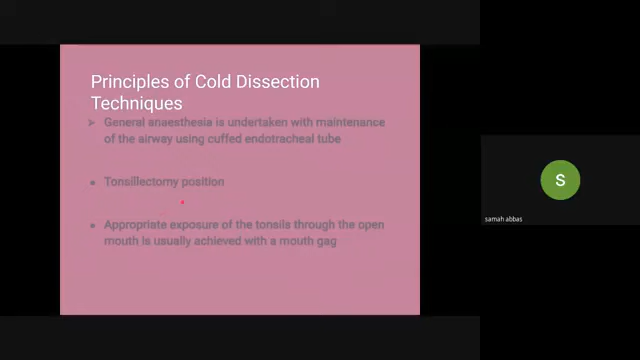 Principles of Cold Dissection
Techniques
➤ General anaesthesia is undertaken with maintenance
of the airway using cuffed endotracheal tube
▪ Tonsillectomy position
▪ Appropriate exposure of the tonsils through the open
mouth is usually achieved with a mouth gag
S
samah abbas